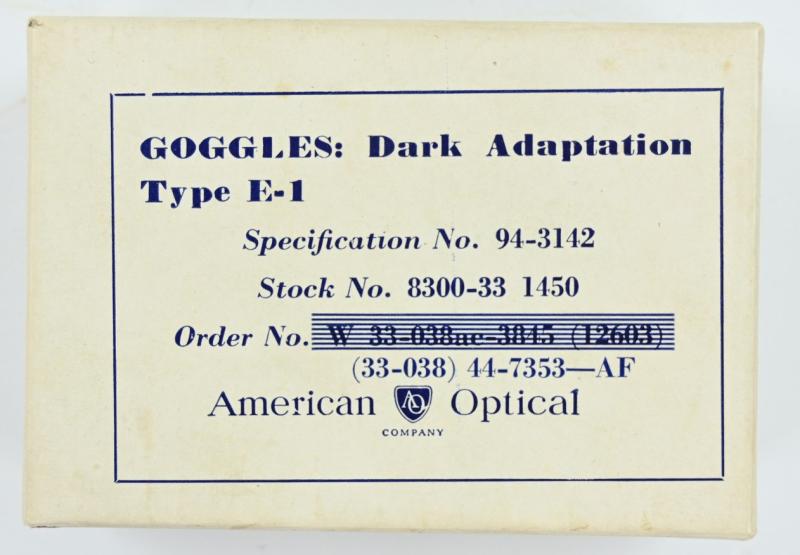 GOGGLES: Dark Adaptation
Type E-1
Specification No. 94-3142
Stock No. 8300-33 1450
Order No. W 33-038ac-3845 (12603)
(33-038) 44-7353—AF
American AO Optical
COMPANY